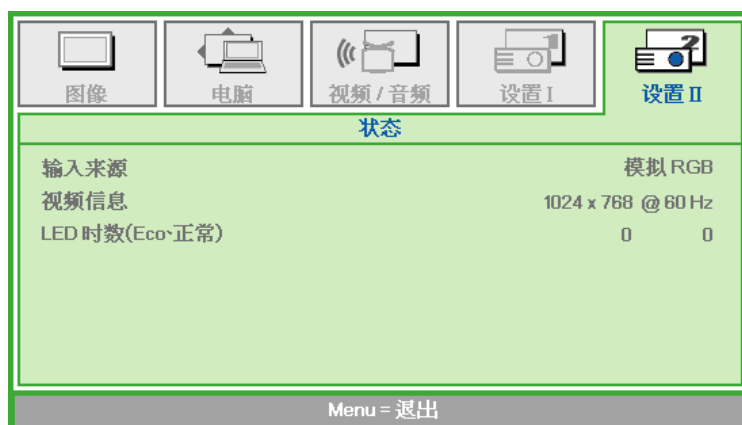 图像 电脑 视频 / 音频 设置 I 设置 II
状态
输入来源 模拟 RGB
视频信息 1024 x 768 @ 60 Hz
LED 时数(Eco、正常) 0 0
Menu = 退出